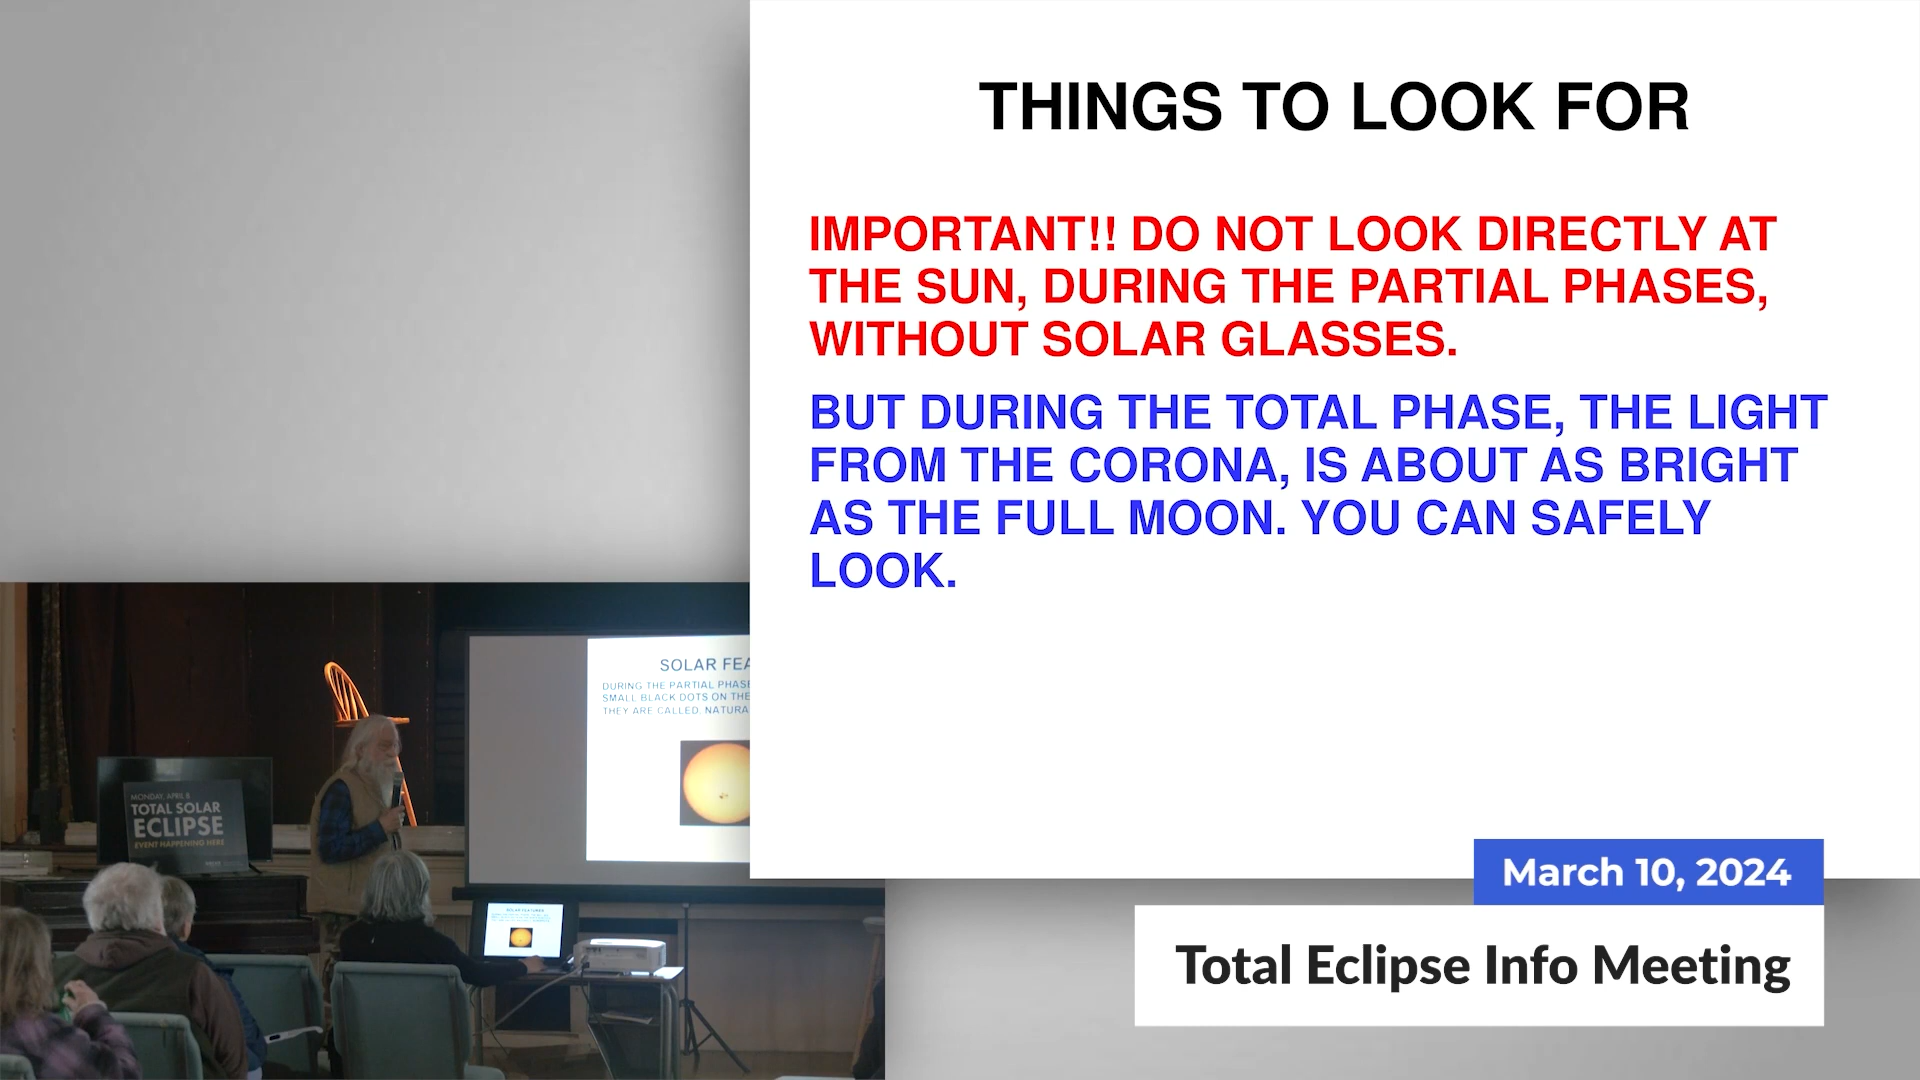 THINGS TO LOOK FOR
IMPORTANT!! DO NOT LOOK DIRECTLY AT
THE SUN, DURING THE PARTIAL PHASES,
WITHOUT SOLAR GLASSES.
BUT DURING THE TOTAL PHASE, THE LIGHT
FROM THE CORONA, IS ABOUT AS BRIGHT
AS THE FULL MOON. YOU CAN SAFELY
LOOK.
SOLAR FEA
DURING THE PARTIAL PHASE
SMALL BLACK DOTS ON THE
THEY ARE CALLED, NATURA
MONDAY, APRIL 8
TOTAL SOLAR
ECLIPSE
EVENT HAPPENING HERE
SOLAR FEATURES
March 10, 2024
Total Eclipse Info Meeting